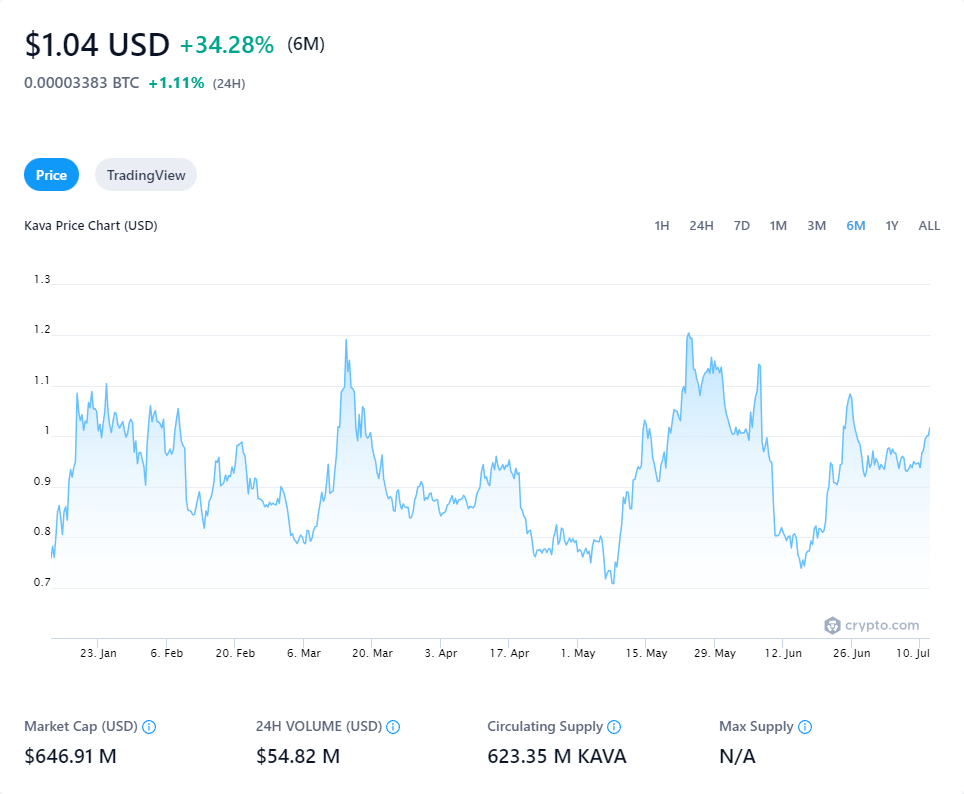 $1.04 USD +34.28% (6M)
0.00003383 BTC +1.11% (24H)
Price TradingView
Kava Price Chart (USD) 1H 24H 7D 1M 3M 6M 1Y ALL
1.3
1.2
1.1
1
0.9
0.8
0.7
crypto.com
23. Jan 6. Feb 20. Feb 6. Mar 20. Mar 3. Apr 17. Apr 1. May 15. May 29. May 12. Jun 26. Jun 10. Jul
Market Cap (USD) 24H VOLUME (USD) Circulating Supply Max Supply
$646.91 M $54.82 M 623.35 M KAVA N/A